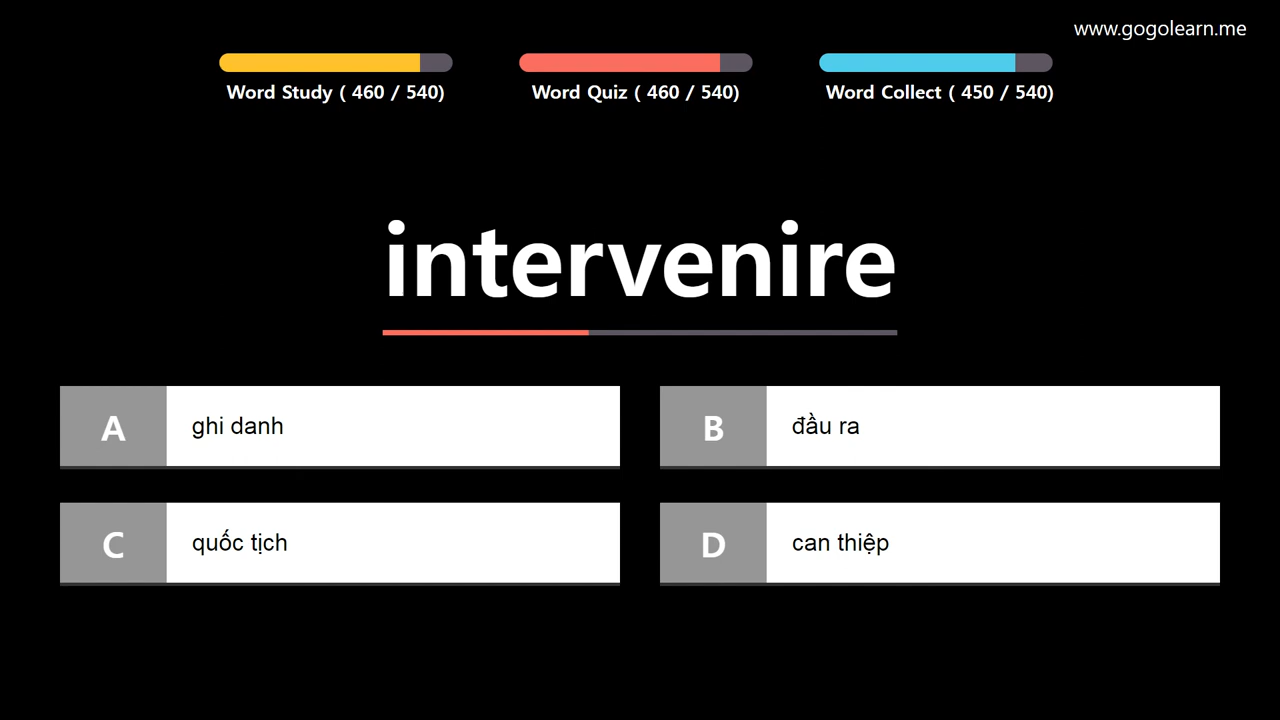 www.gogolearn.me
Word Study ( 460 / 540)
Word Quiz ( 460 / 540)
Word Collect ( 450 / 540)
intervenire
A
ghi danh
B
đầu ra
C
quốc tịch
D
can thiệp